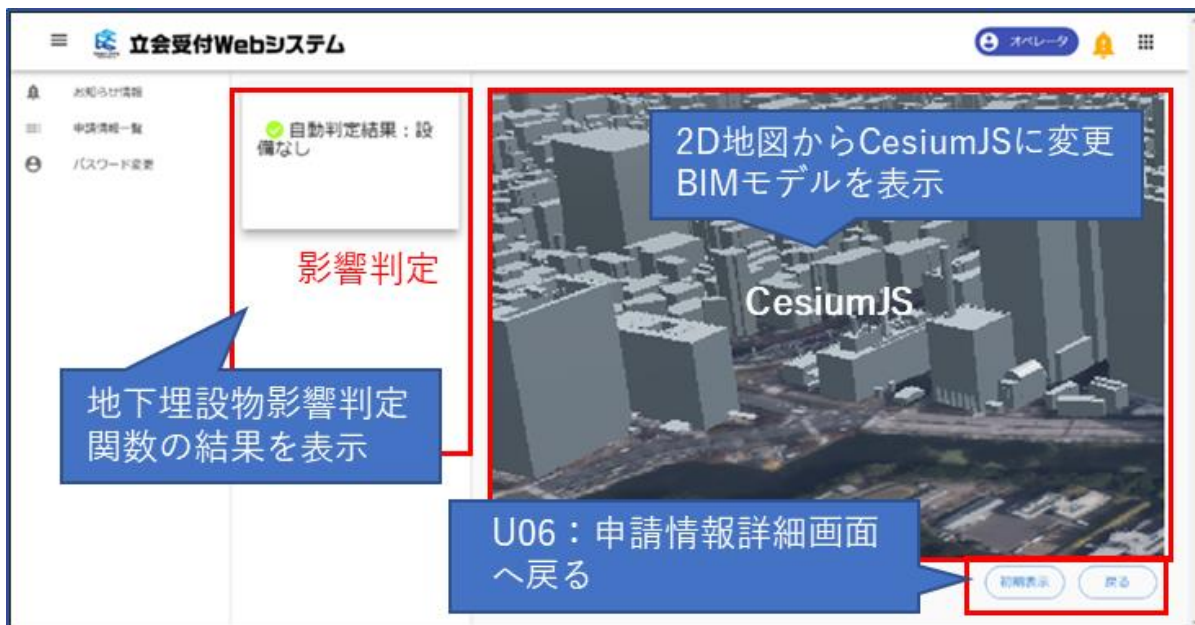 立会受付Webシステム
オペレータ
お知らせ情報
申請情報一覧
パスワード変更
自動判定結果：設
備なし
影響判定
地下埋設物影響判定
関数の結果を表示
2D地図からCesiumJSに変更
BIMモデルを表示
CesiumJS
U06：申請情報詳細画面
へ戻る
初期表示
戻る